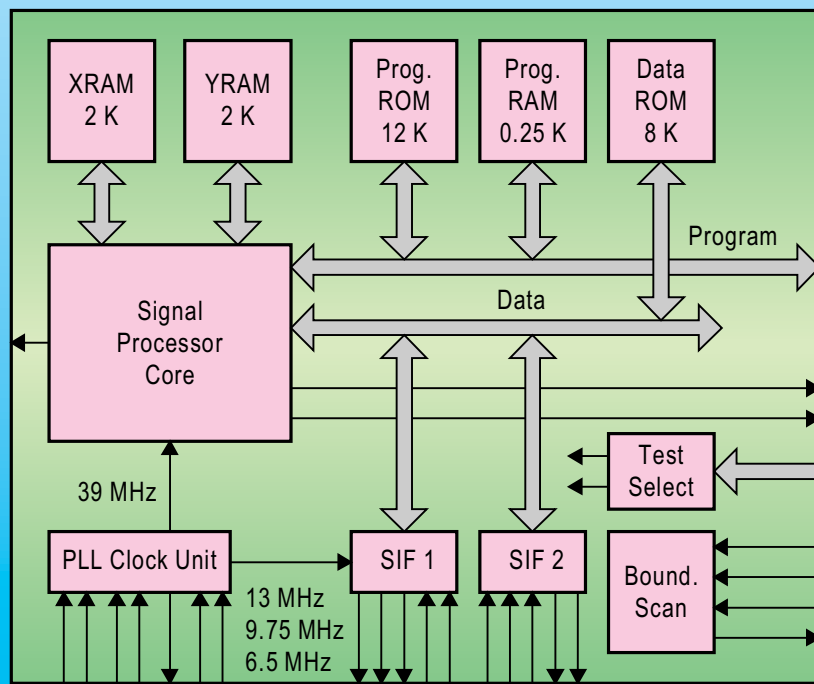 XRAM
2 K
YRAM
2 K
Prog.
ROM
12 K
Prog.
RAM
0.25 K
Data
ROM
8 K
Program
Data
Signal
Processor
Core
39 MHz
Test
Select
PLL Clock Unit
13 MHz
9.75 MHz
6.5 MHz
SIF 1
SIF 2
Bound.
Scan